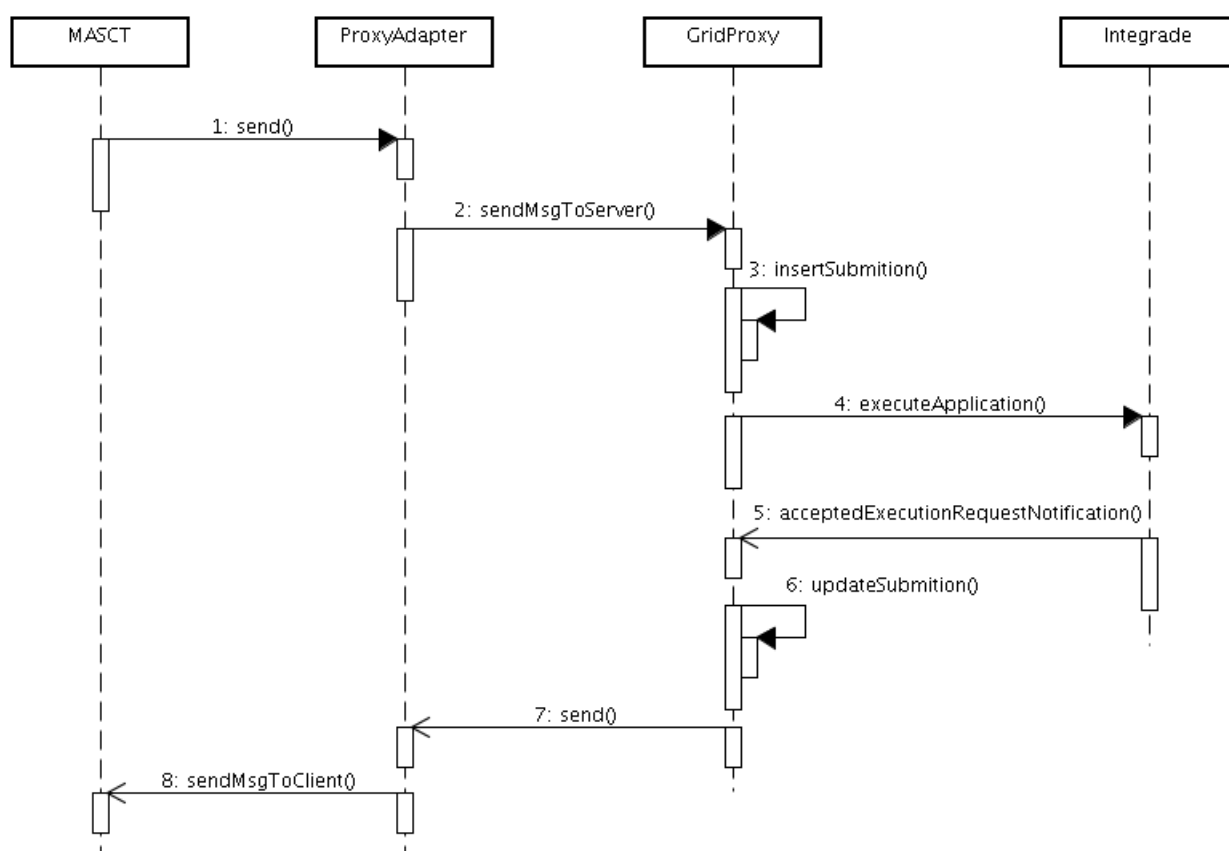 MASCT
ProxyAdapter
GridProxy
Integrade
1: send()
2: sendMsgToServer()
3: insertSubmition()
4: executeApplication()
5: acceptedExecutionRequestNotification()
6: updateSubmition()
7: send()
8: sendMsgToClient()